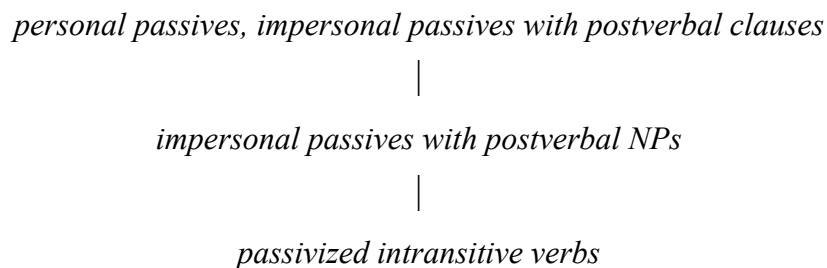 personal passives, impersonal passives with postverbal clauses
impersonal passives with postverbal NPs
passivized intransitive verbs